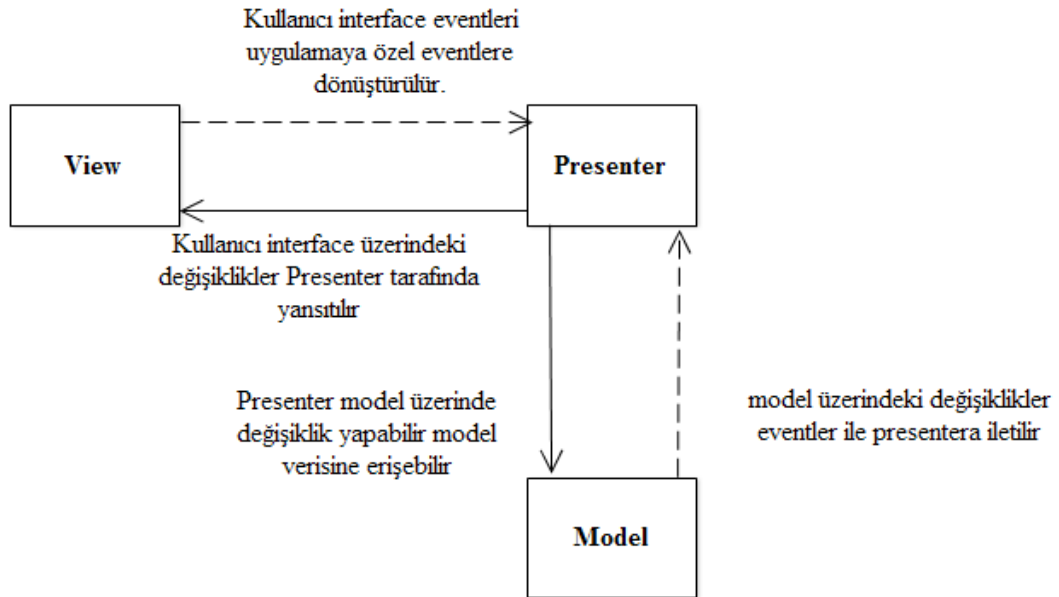 Kullanıcı interface eventleri
uygulamaya özel eventlere
dönüştürülür.
View
Presenter
Kullanıcı interface üzerindeki
değişiklikler Presenter tarafında
yansıtılır
Presenter model üzerinde
değişiklik yapabilir model
verisine erişebilir
model üzerindeki değişiklikler
eventler ile presentera iletilir
Model